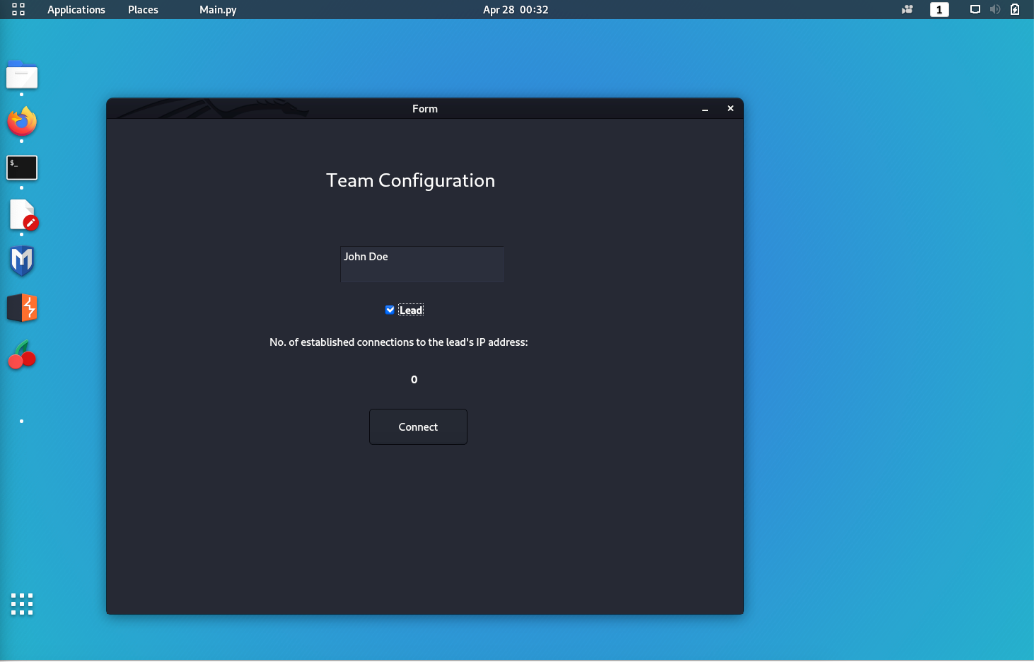 Applications Places Main.py Apr 28 00:32 1
Form
$_
Team Configuration
John Doe
Lead
No. of established connections to the lead's IP address:
0
Connect